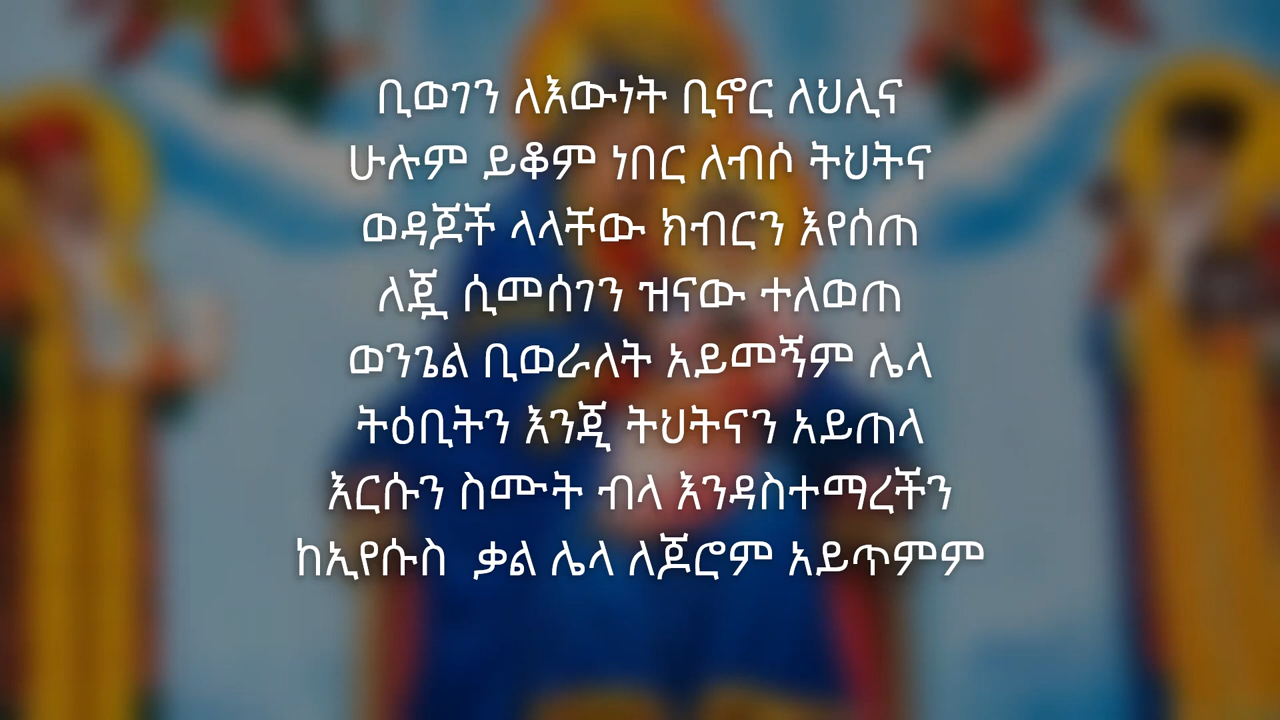 ቢወገን ለእውነት ቢኖር ለህሊና
ሁሉም ይቆም ነበር ለብሶ ትህትና
ወዳጆች ላላቸው ክብርን እየሰጠ
ለጇ ሲመሰገን ዝናው ተለወጠ
ወንጌል ቢወራለት አይመኝም ሌላ
ትዕቢትን እንጂ ትህትናን አይጠላ
እርሱን ስሙት ብላ እንዳስተማረችን
ከኢየሱስ ቃል ሌላ ለጆሮም አይጥምም